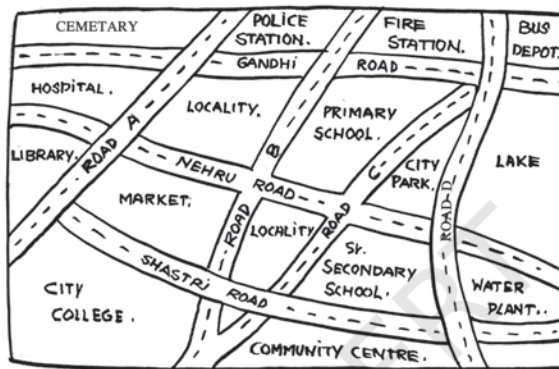 CEMETARY
POLICE
STATION.
FIRE
STATION.
BUS
DEPOT.
GANDHI ROAD
HOSPITAL.
LOCALITY.
PRIMARY
SCHOOL.
ROAD A
ROAD B
ROAD C
ROAD-D
LIBRARY.
NEHRU ROAD
CITY
PARK.
LAKE
MARKET.
LOCALITY
SHASTRI ROAD
Sr.
SECONDARY
SCHOOL.
WATER
PLANT..
CITY
COLLEGE.
COMMUNITY CENTRE.